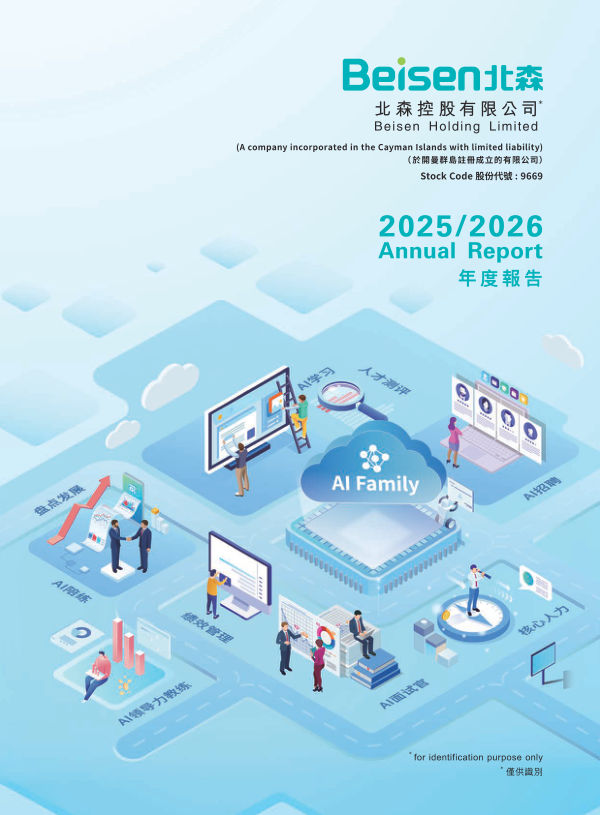 Beisen北森
北森控股有限公司*
Beisen Holding Limited
(A company incorporated in the Cayman Islands with limited liability)
（於開曼群島註冊成立的有限公司）
Stock Code 股份代號 : 9669
2025/2026
Annual Report
年度報告
AI学习
人才测评
AI Family
AI招聘
盘点发展
AI陪练
绩效管理
核心人力
AI领导力教练
AI面试官
* for identification purpose only
* 僅供識別